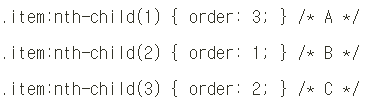 .item:nth-child(1) { order: 3; } /* A */
.item:nth-child(2) { order: 1; } /* B */
.item:nth-child(3) { order: 2; } /* C */